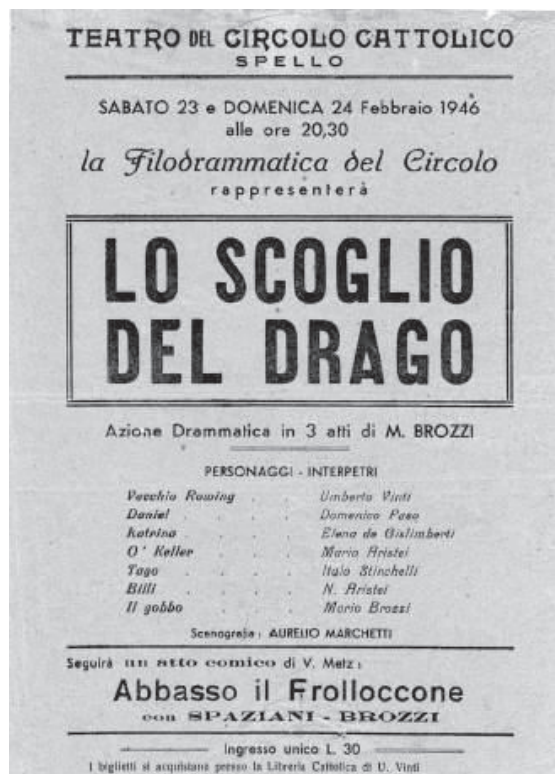 TEATRO DEL CIRCOLO CATTOLICO
SPELLO
SABATO 23 e DOMENICA 24 Febbraio 1946
alle ore 20,30
la Filodrammatica del Circolo
rappresenterà
LO SCOGLIO
DEL DRAGO
Azione Drammatica in 3 atti di M. BROZZI
PERSONAGGI - INTERPETRI
Vecchio Rowing . . Umberto Vinti
Daniel . . . . Domenico Paso
Katrina . . . . Elena de Gislimberti
O' Keller . . . Mario Aristei
Tago . . . . Italo Stinchelli
Billi . . . . N. Aristei
Il gobbo . . . Mario Brozzi
Scenografia : AURELIO MARCHETTI
Seguirà un atto comico di V. Metz :
Abbasso il Frolloccone
con SPAZIANI - BROZZI
Ingresso unico L. 30
I biglietti si acquistano presso la Libreria Cattolica di U. Vinti